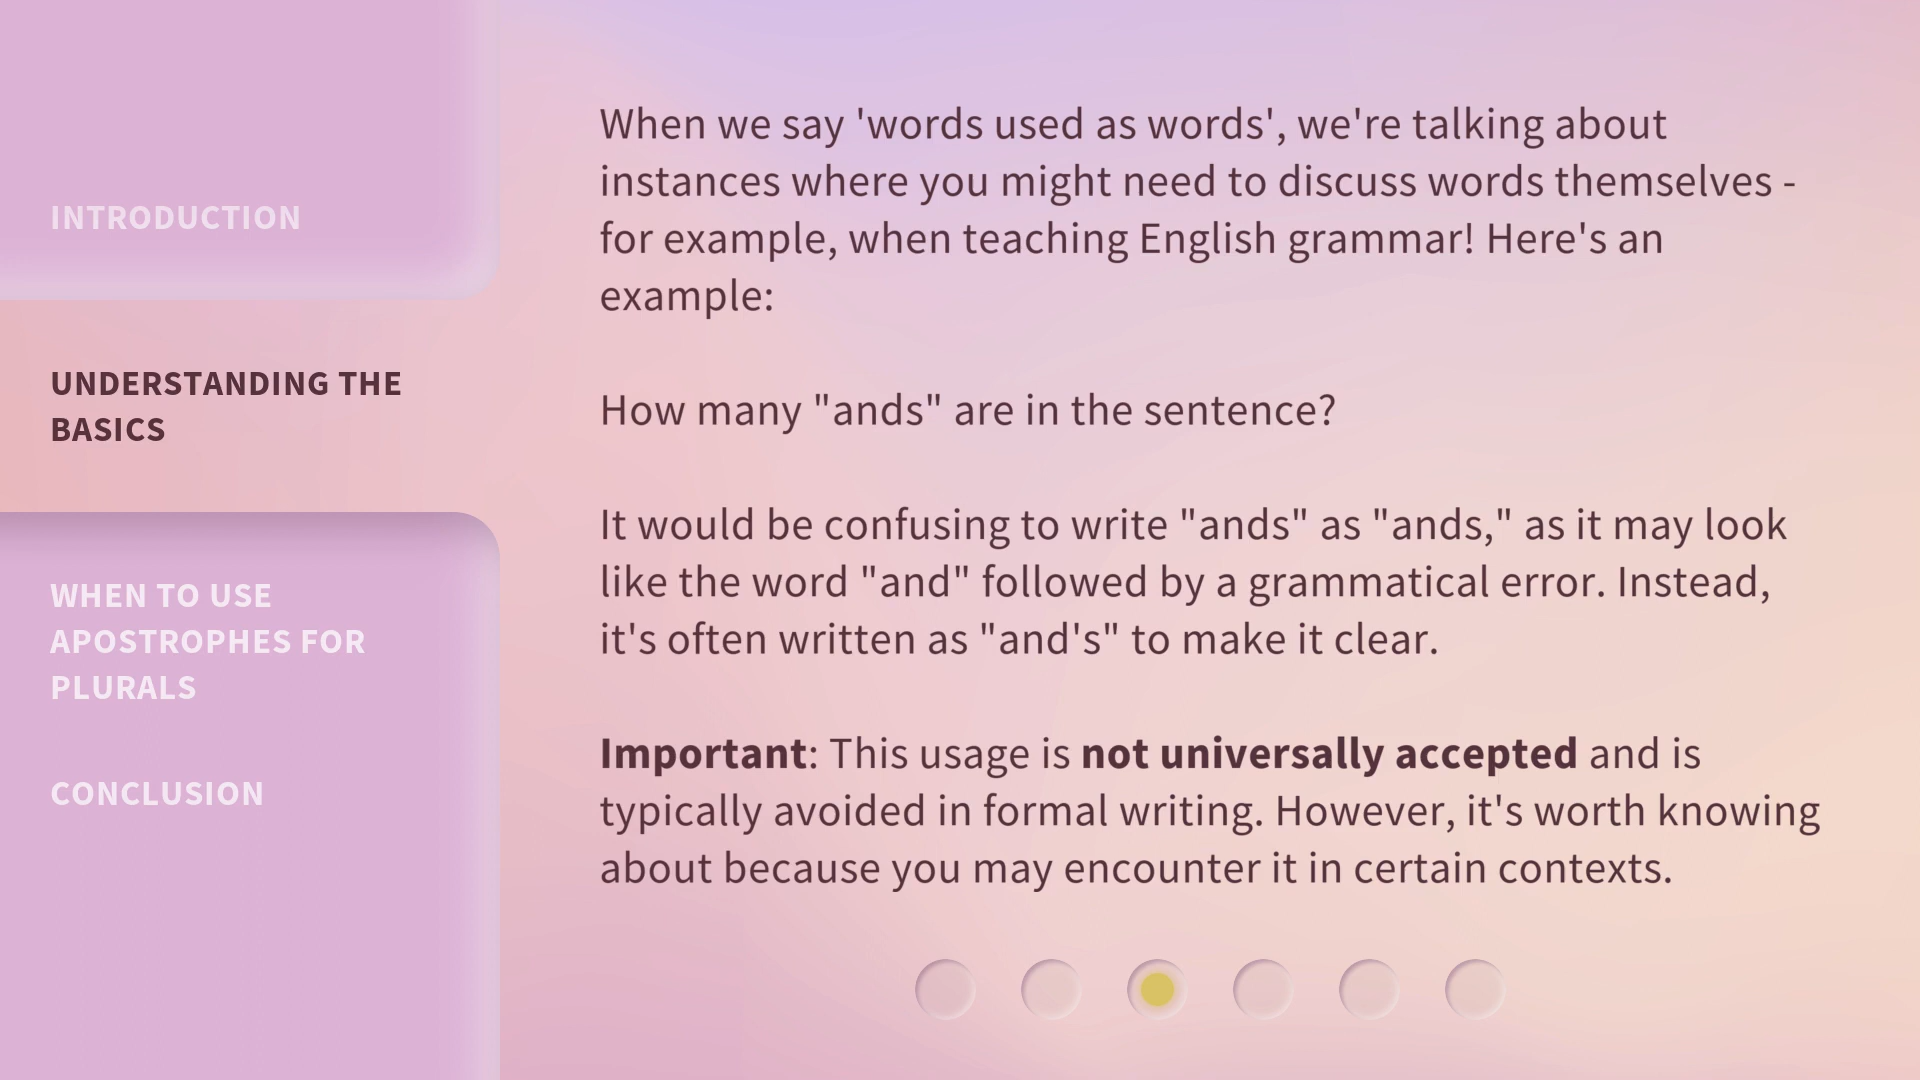 INTRODUCTION
UNDERSTANDING THE
BASICS
WHEN TO USE
APOSTROPHES FOR
PLURALS
CONCLUSION
When we say 'words used as words', we're talking about
instances where you might need to discuss words themselves -
for example, when teaching English grammar! Here's an
example:
How many "ands" are in the sentence?
It would be confusing to write "ands" as "ands," as it may look
like the word "and" followed by a grammatical error. Instead,
it's often written as "and's" to make it clear.
Important: This usage is not universally accepted and is
typically avoided in formal writing. However, it's worth knowing
about because you may encounter it in certain contexts.